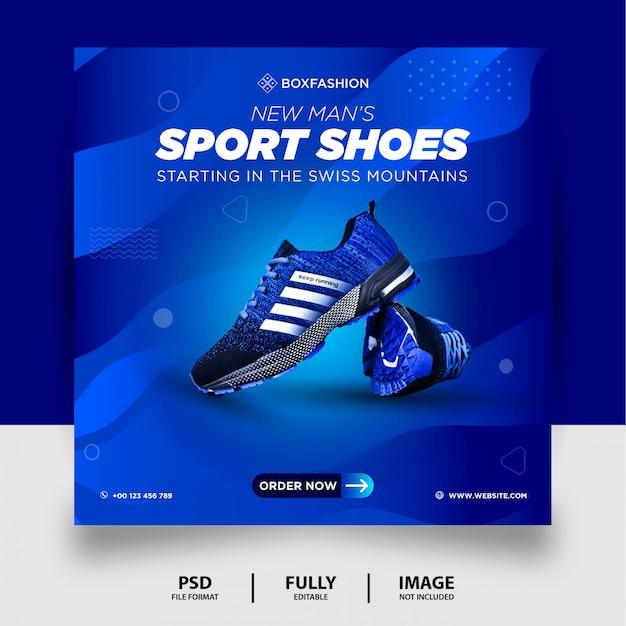 BOXFASHION
NEW MAN'S
SPORT SHOES
STARTING IN THE SWISS MOUNTAINS
keep running
ORDER NOW
+00 123 456 789
WWW.WEBSITE.COM
PSD
FILE FORMAT
FULLY
EDITABLE
IMAGE
NOT INCLUDED